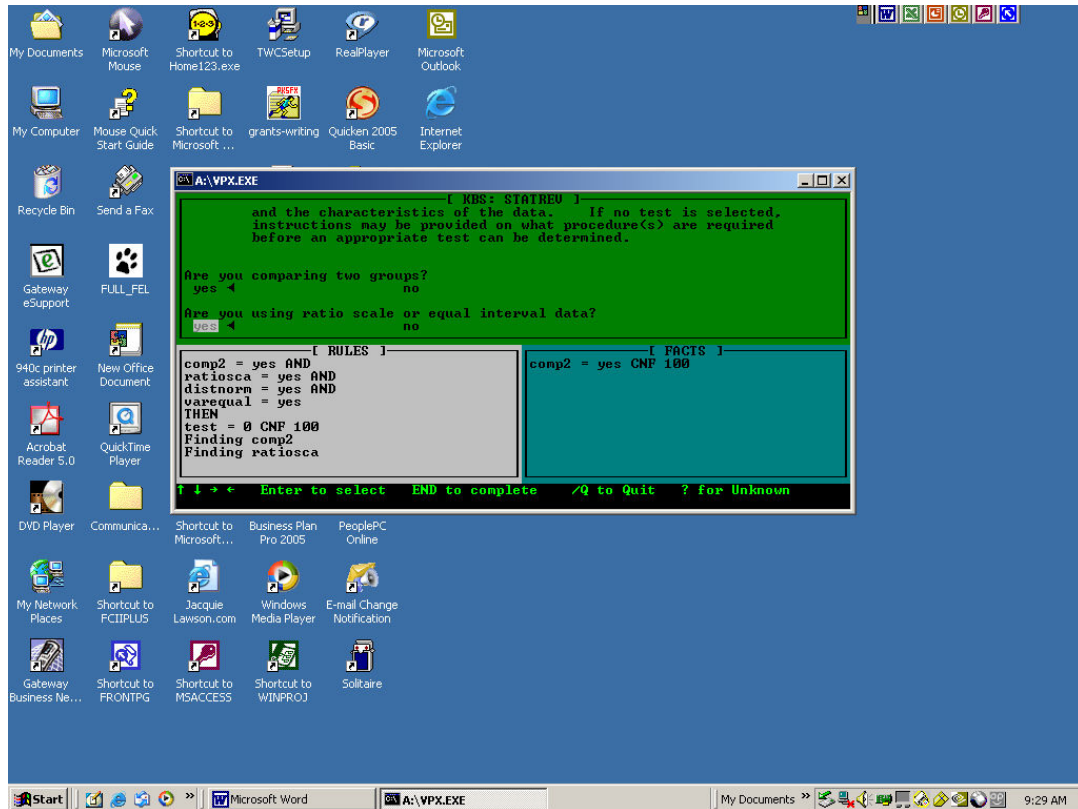 My Documents
Microsoft
Mouse
Shortcut to
Home123.exe
TWCSetup
RealPlayer
Microsoft
Outlook
My Computer
Mouse Quick
Start Guide
Shortcut to
Microsoft ...
PKSFX
grants-writing
Quicken 2005
Basic
Internet
Explorer
Recycle Bin
Send a Fax
Gateway
eSupport
FULL_FEL
940c printer
assistant
New Office
Document
Acrobat
Reader 5.0
QuickTime
Player
DVD Player
Communica...
Shortcut to
Microsoft...
Business Plan
Pro 2005
PeoplePC
Online
My Network
Places
Shortcut to
FCIIPLUS
Jacquie
Lawson.com
Windows
Media Player
E-mail Change
Notification
Gateway
Business Ne...
Shortcut to
FRONTPG
Shortcut to
MSACCESS
Shortcut to
WINPROJ
Solitaire
A:\VPX.EXE
[ KBS: STATREV ]
and the characteristics of the data. If no test is selected,
instructions may be provided on what procedure(s) are required
before an appropriate test can be determined.
Are you comparing two groups?
yes ◄ no
Are you using ratio scale or equal interval data?
yes ◄ no
[ RULES ]
comp2 = yes AND
ratiosca = yes AND
distnorm = yes AND
varequal = yes
THEN
test = 0 CNF 100
Finding comp2
Finding ratiosca
[ FACTS ]
comp2 = yes CNF 100
↑ ↓ → ← Enter to select END to complete /Q to Quit ? for Unknown
Start
Microsoft Word
A:\VPX.EXE
My Documents
9:29 AM